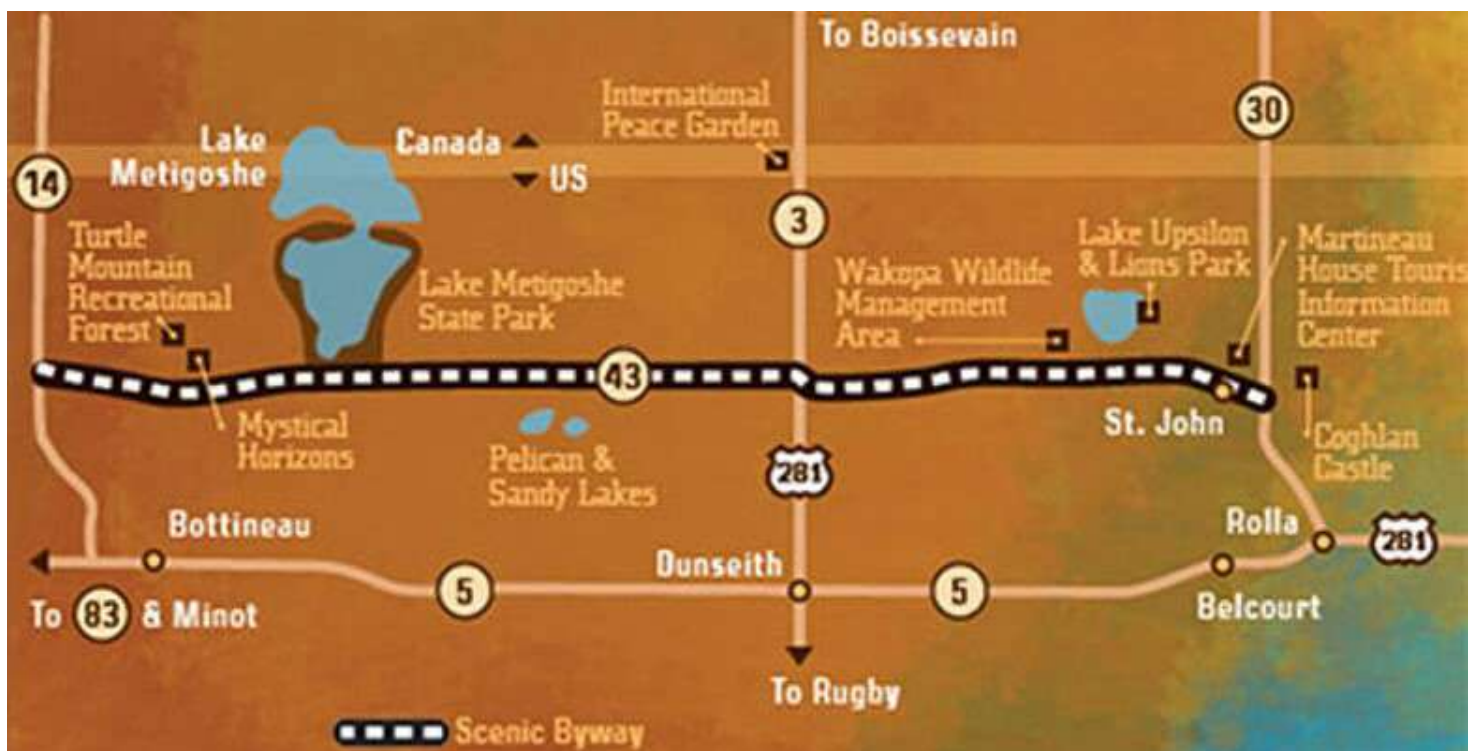 To Boissevain
International
Peace Garden
30
Lake
Metigoshe
Canada
US
14
3
Turtle
Mountain
Recreational
Forest
Lake Metigoshe
State Park
Wakopa Wildlife
Management
Area
Lake Upsilon
& Lions Park
Martineau
House Touris
Information
Center
43
Mystical
Horizons
Pelican &
Sandy Lakes
281
St. John
Coghlan
Castle
Bottineau
Dunseith
Rolla
281
5
5
Belcourt
To 83 & Minot
To Rugby
Scenic Byway